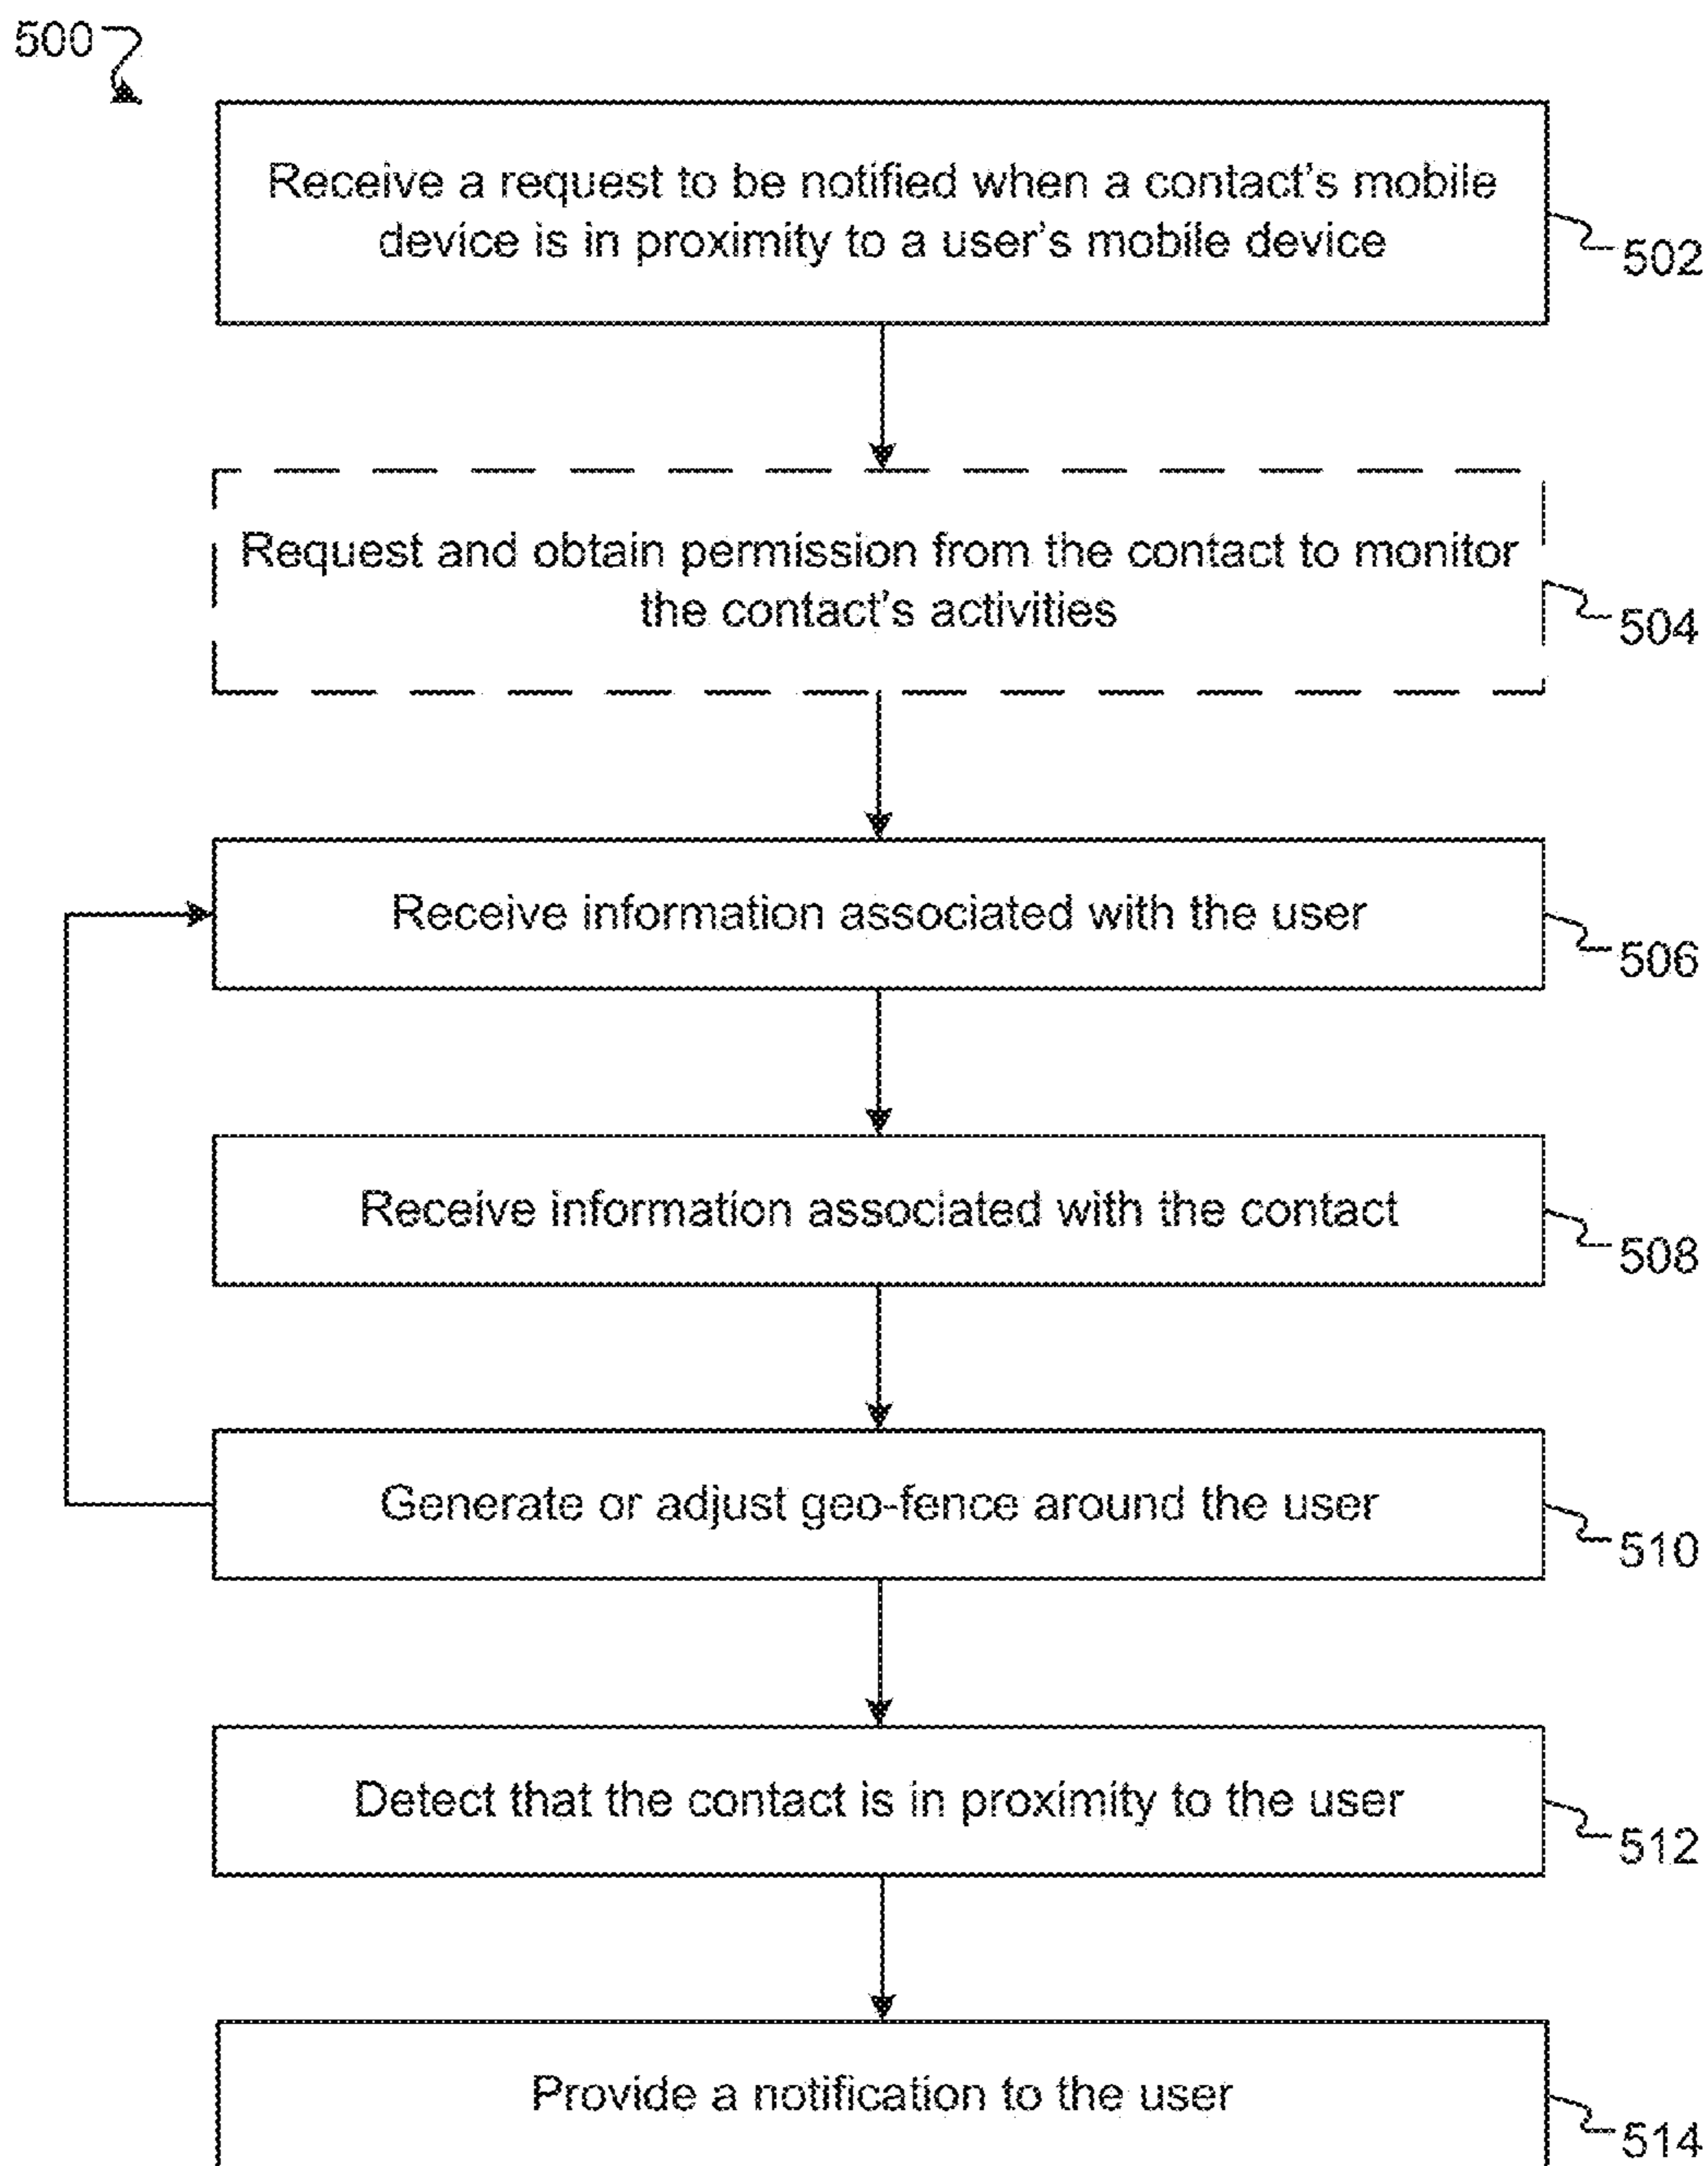 500
Receive a request to be notified when a contact's mobile
device is in proximity to a user's mobile device
502
Request and obtain permission from the contact to monitor
the contact's activities
504
Receive information associated with the user
506
Receive information associated with the contact
508
Generate or adjust geo-fence around the user
510
Detect that the contact is in proximity to the user
512
Provide a notification to the user
514